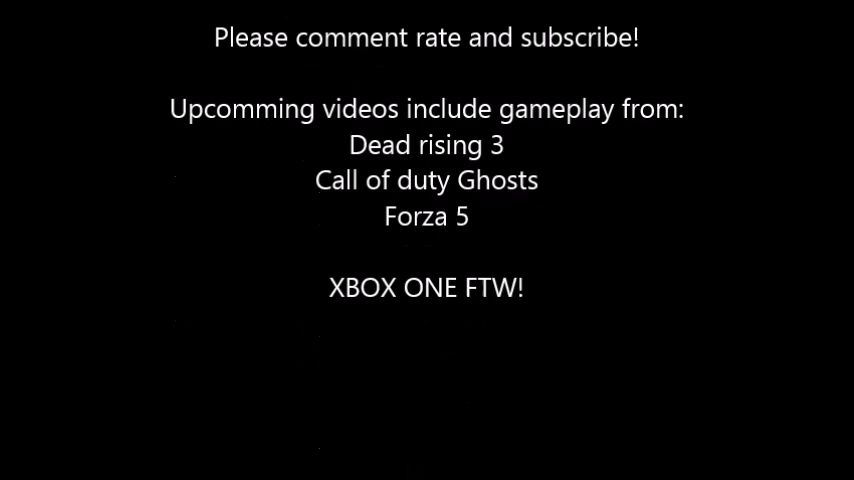 Please comment rate and subscribe!
Upcomming videos include gameplay from:
Dead rising 3
Call of duty Ghosts
Forza 5
XBOX ONE FTW!